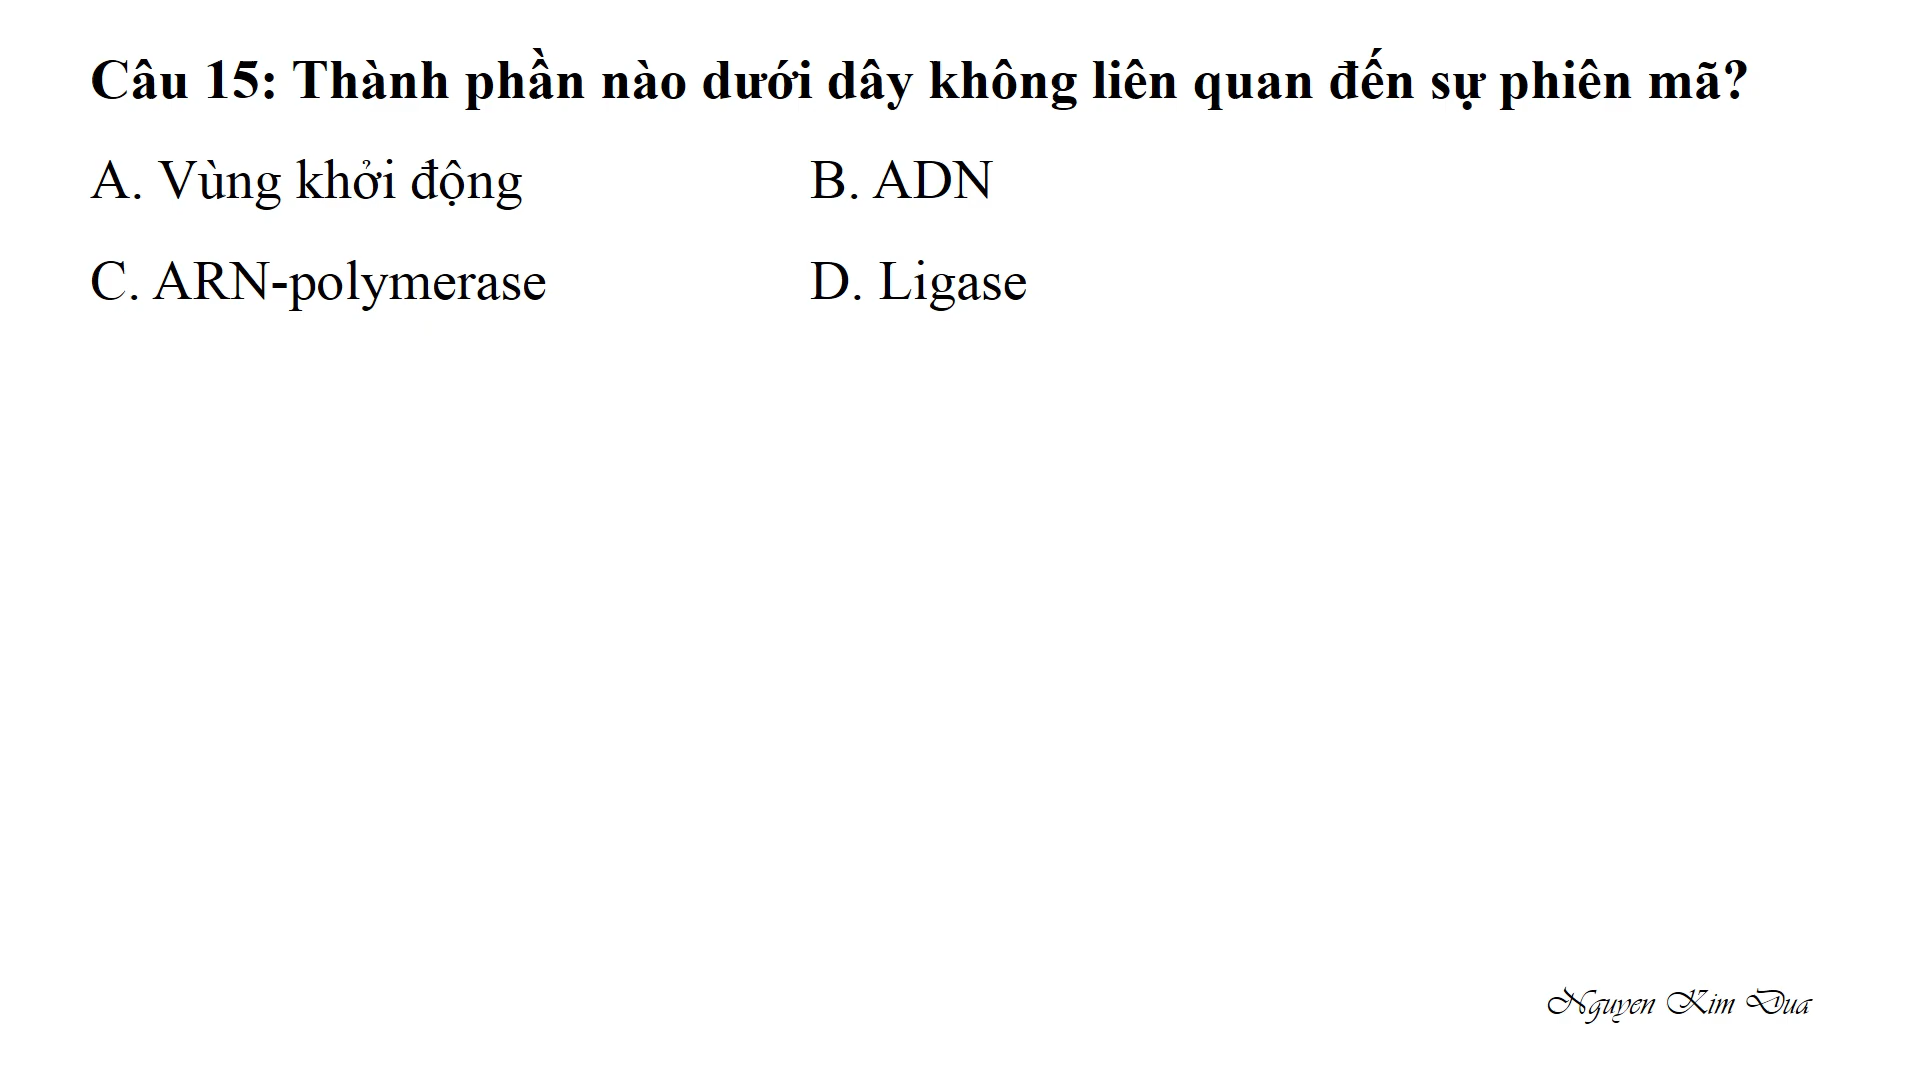 Câu 15: Thành phần nào dưới dây không liên quan đến sự phiên mã?
A. Vùng khởi động B. ADN
C. ARN-polymerase D. Ligase
Nguyen Kim Dua